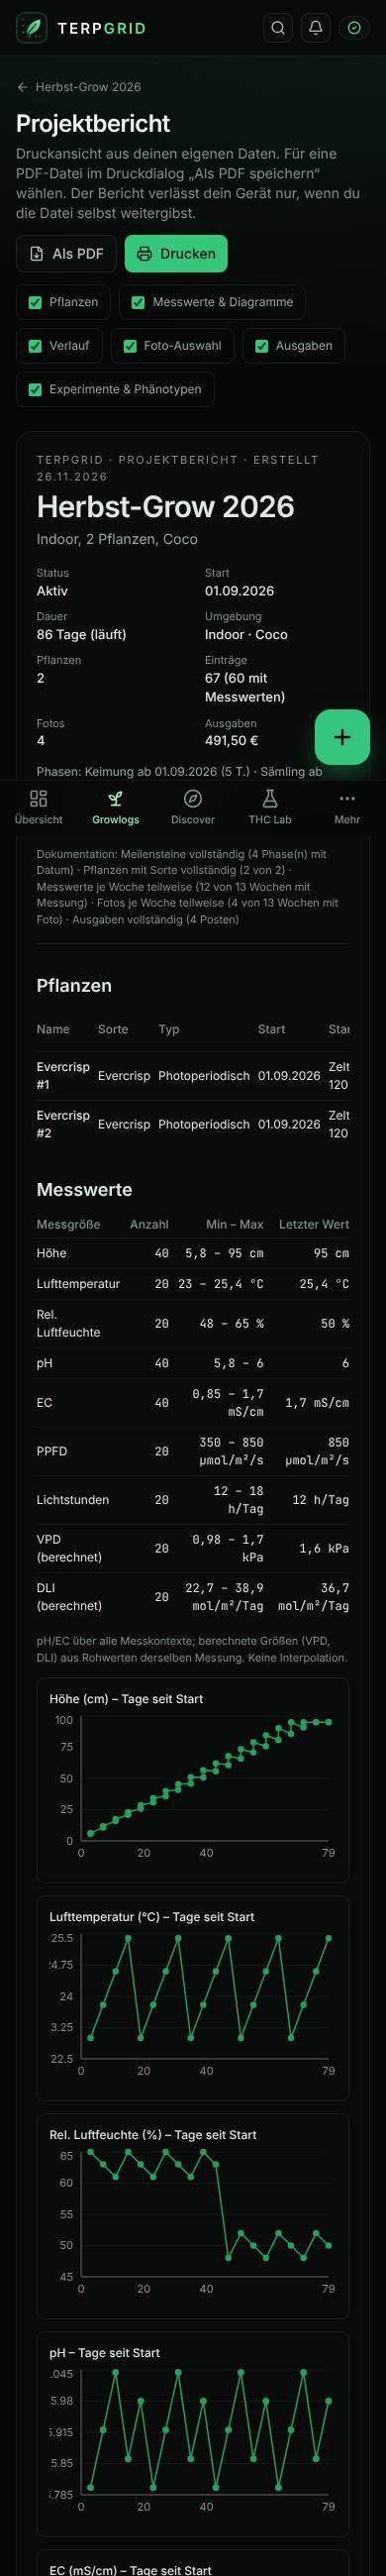 TERPGRID
← Herbst-Grow 2026
Projektbericht
Druckansicht aus deinen eigenen Daten. Für eine
PDF-Datei im Druckdialog „Als PDF speichern“
wählen. Der Bericht verlässt dein Gerät nur, wenn du
die Datei selbst weitergibst.
Als PDF Drucken
Pflanzen Messwerte & Diagramme
Verlauf Foto-Auswahl Ausgaben
Experimente & Phänotypen
TERPGRID · PROJEKTBERICHT · ERSTELLT
26.11.2026
Herbst-Grow 2026
Indoor, 2 Pflanzen, Coco
Status Start
Aktiv 01.09.2026
Dauer Umgebung
86 Tage (läuft) Indoor · Coco
Pflanzen Einträge
2 67 (60 mit
Messwerten)
Fotos Ausgaben
4 491,50 €
Phasen: Keimung ab 01.09.2026 (5 T.) · Sämling ab
Übersicht Growlogs Discover THC Lab Mehr
Dokumentation: Meilensteine vollständig (4 Phase(n) mit
Datum) · Pflanzen mit Sorte vollständig (2 von 2) ·
Messwerte je Woche teilweise (12 von 13 Wochen mit
Messung) · Fotos je Woche teilweise (4 von 13 Wochen mit
Foto) · Ausgaben vollständig (4 Posten)
Pflanzen
Name Sorte Typ Start
Evercrisp
#1 Evercrisp Photoperiodisch 01.09.2026 Zelt
120
Evercrisp
#2 Evercrisp Photoperiodisch 01.09.2026 Zelt
120
Messwerte
Messgröße Anzahl Min – Max Letzter Wert
Höhe 40 5,8 – 95 cm 95 cm
Lufttemperatur 20 23 – 25,4 °C 25,4 °C
Rel.
Luftfeuchte 20 48 – 65 % 50 %
pH 40 5,8 – 6 6
EC 40 0,85 – 1,7
mS/cm 1,7 mS/cm
PPFD 20 350 – 850
µmol/m²/s 850
µmol/m²/s
Lichtstunden 20 12 – 18
h/Tag 12 h/Tag
VPD
(berechnet) 20 0,98 – 1,7
kPa 1,6 kPa
DLI
(berechnet) 20 22,7 – 38,9
mol/m²/Tag 36,7
mol/m²/Tag
pH/EC über alle Messkontexte; berechnete Größen (VPD,
DLI) aus Rohwerten derselben Messung. Keine Interpolation.
Höhe (cm) – Tage seit Start
100
75
50
25
0
0 20 40 79
Lufttemperatur (°C) – Tage seit Start
25.5
4.75
24
3.25
22.5
0 20 40 79
Rel. Luftfeuchte (%) – Tage seit Start
65
60
55
50
45
0 20 40 79
pH – Tage seit Start
.045
5.98
5.915
5.85
.785
0 20 40 79
EC (mS/cm) – Tage seit Start